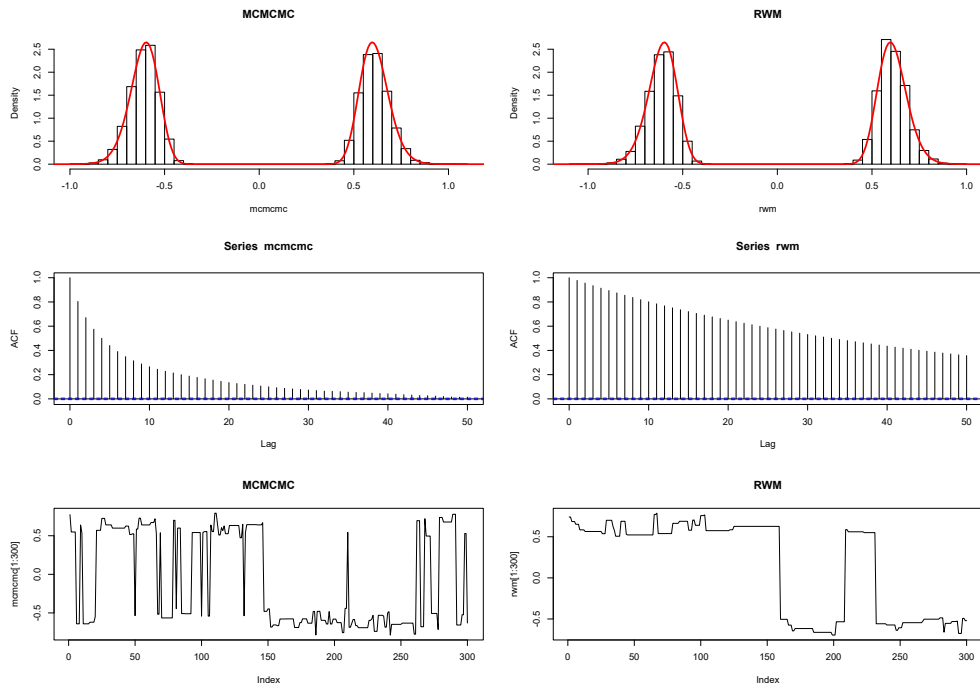 MCMCMC
Density
0.0 0.5 1.0 1.5 2.0 2.5
-1.0 -0.5 0.0 0.5 1.0
mcmcmc
RWM
Density
0.0 0.5 1.0 1.5 2.0 2.5
-1.0 -0.5 0.0 0.5 1.0
rwm
Series mcmcmc
ACF
0.0 0.2 0.4 0.6 0.8 1.0
0 10 20 30 40 50
Lag
Series rwm
ACF
0.0 0.2 0.4 0.6 0.8 1.0
0 10 20 30 40 50
Lag
MCMCMC
mcmcmc[1:300]
-0.5 0.0 0.5
0 50 100 150 200 250 300
Index
RWM
rwm[1:300]
-0.5 0.0 0.5
0 50 100 150 200 250 300
Index